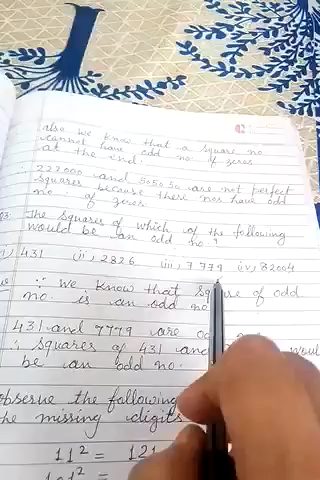 also we know that a square no.
cannot have odd no. of zeros
at the end.
∴ 222000 and 505050 are not perfect
squares because these nos have odd
no. of zeros.
03. The squares of which of the following
would be an odd no. ?
i) 431 (ii) 2826 (iii) 7779 (iv) 82004
∵ we know that square of odd
no. is an odd no
431 and 7779 are
∴ squares of 431 and would
be an odd no.
observe the following
the missing digits
11² = 121
101² =